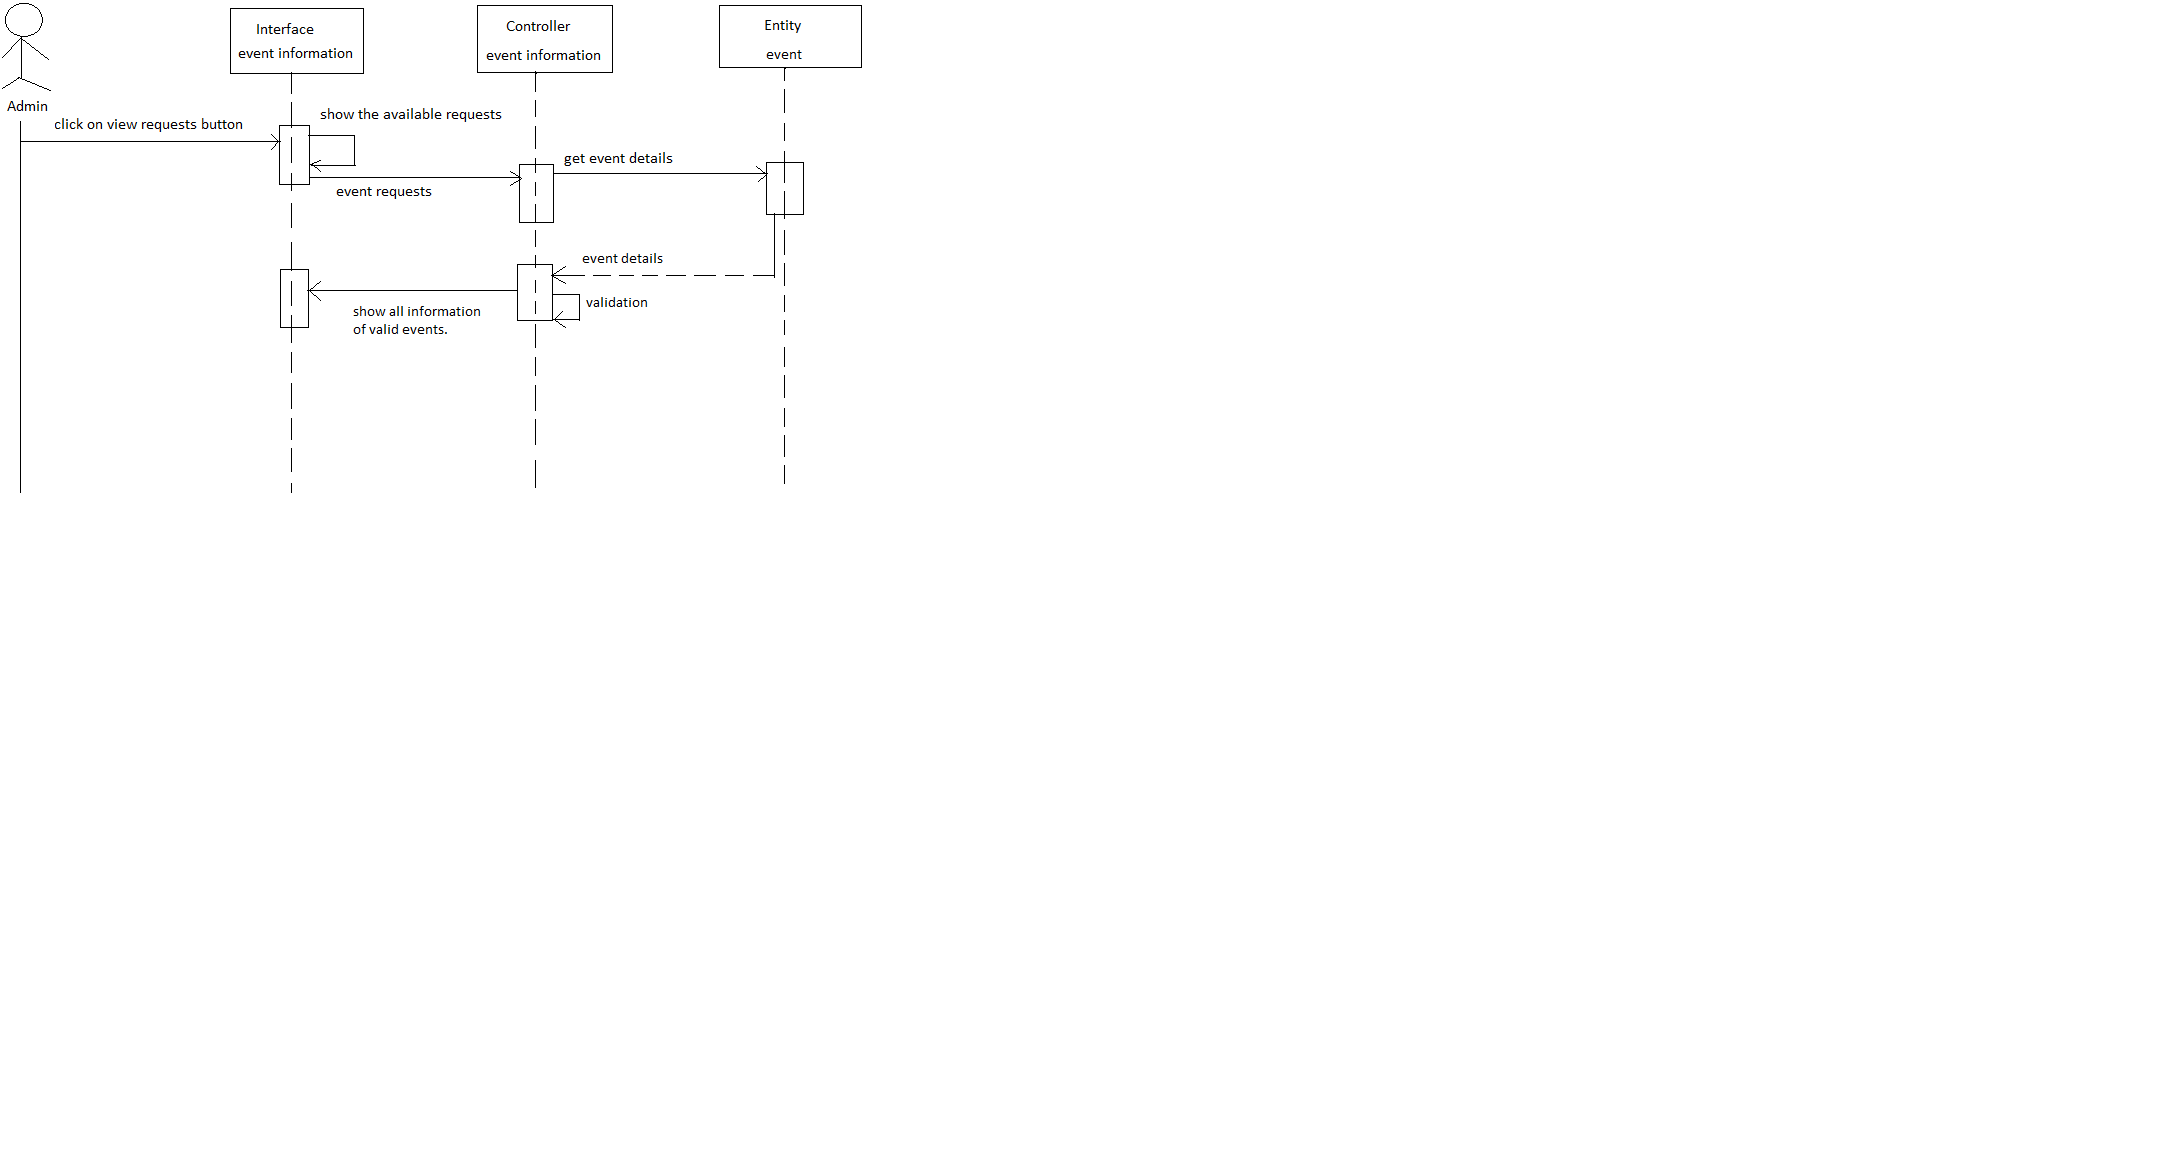 Interface
event information
Controller
event information
Entity
event
Admin
click on view requests button
show the available requests
get event details
event requests
event details
validation
show all information
of valid events.